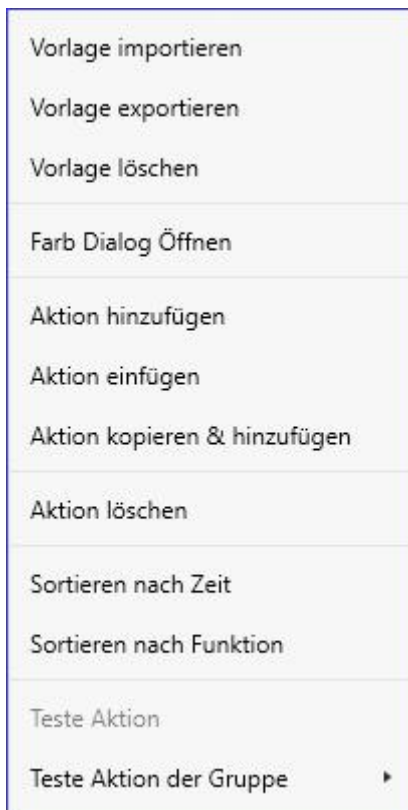 Vorlage importieren
Vorlage exportieren
Vorlage löschen
Farb Dialog Öffnen
Aktion hinzufügen
Aktion einfügen
Aktion kopieren & hinzufügen
Aktion löschen
Sortieren nach Zeit
Sortieren nach Funktion
Teste Aktion
Teste Aktion der Gruppe